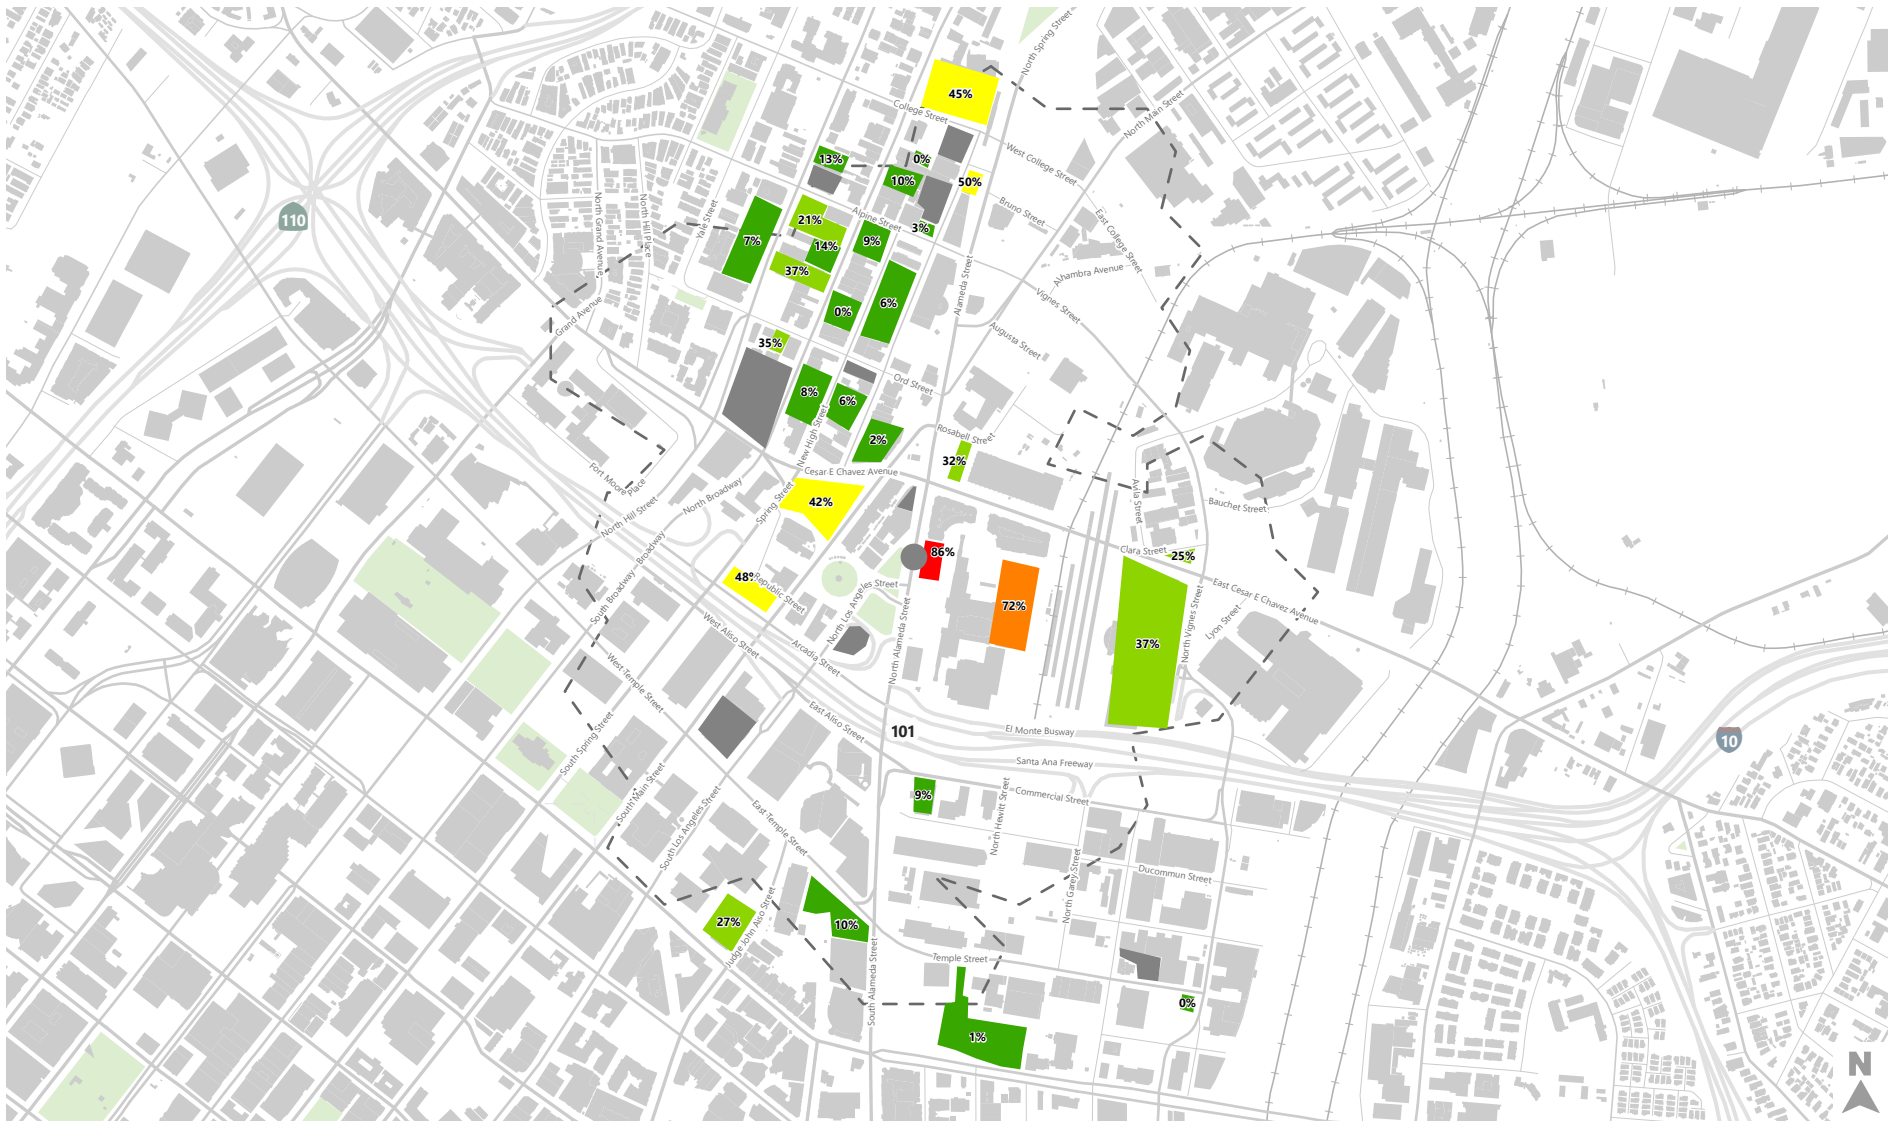 North Spring Street
45%
College Street
North Main Street
West College Street
13%
0%
10%
50%
110
North Grand Avenue
North Hill Place
Yale Street
21%
Alpine Street
Bruno Street
3%
7%
14%
9%
East College Street
37%
Alhambra Avenue
Alameda Street
6%
0%
Vignes Street
Grand Avenue
Augusta Street
35%
Ord Street
8%
6%
New High Street
2%
Rosabell Street
32%
Cesar E Chavez Avenue
Fort Moore Place
North Broadway
Spring Street
42%
Avila Street
Bauchet Street
North Hill Street
86%
Clara Street
25%
South Broadway - Broadway
48%
Republic Street
North Los Angeles Street
72%
East Cesar E Chavez Avenue
Lyon Street
North Vignes Street
37%
West Aliso Street
Arcadia Street
North Alameda Street
West Temple Street
East Aliso Street
101
El Monte Busway
10
South Spring Street
Santa Ana Freeway
9%
Commercial Street
North Hewitt Street
South Main Street
South Los Angeles Street
East Temple Street
Ducommun Street
North Garey Street
27%
Judge John Aiso Street
10%
South Alameda Street
Temple Street
0%
1%
N